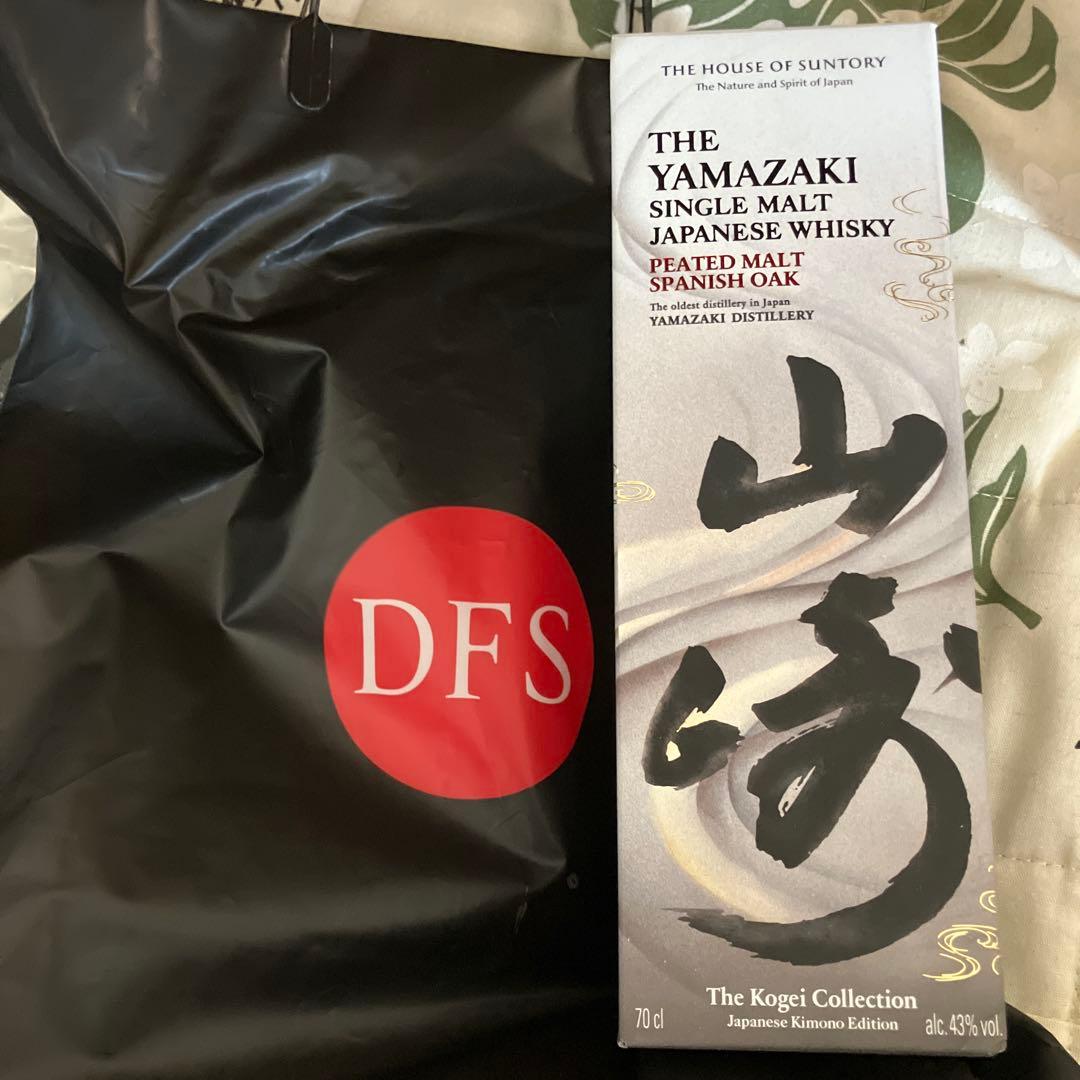 DFS
THE HOUSE OF SUNTORY
The Nature and Spirit of Japan
THE
YAMAZAKI
SINGLE MALT
JAPANESE WHISKY
PEATED MALT
SPANISH OAK
The oldest distillery in Japan
YAMAZAKI DISTILLERY
山
崎
The Kogei Collection
Japanese Kimono Edition
70 cl
alc. 43% vol.